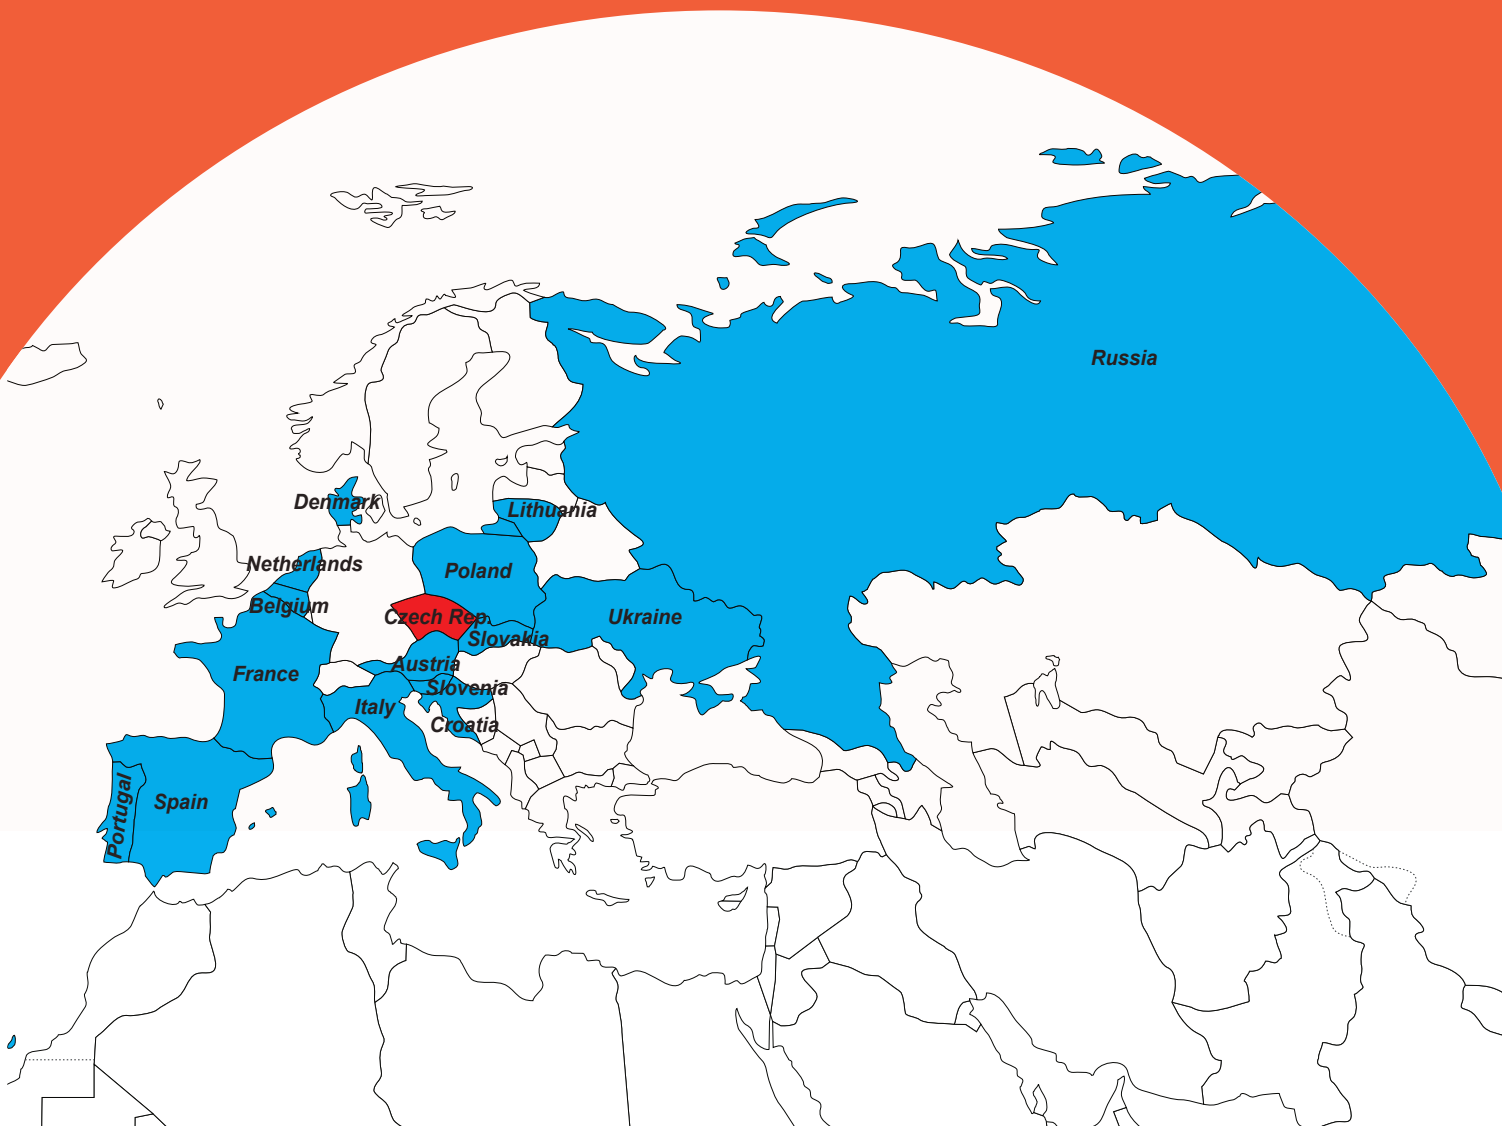 Russia
Denmark
Lithuania
Netherlands
Poland
Belgium
Czech Rep.
Ukraine
Slovakia
Austria
France
Slovenia
Italy
Croatia
Portugal
Spain